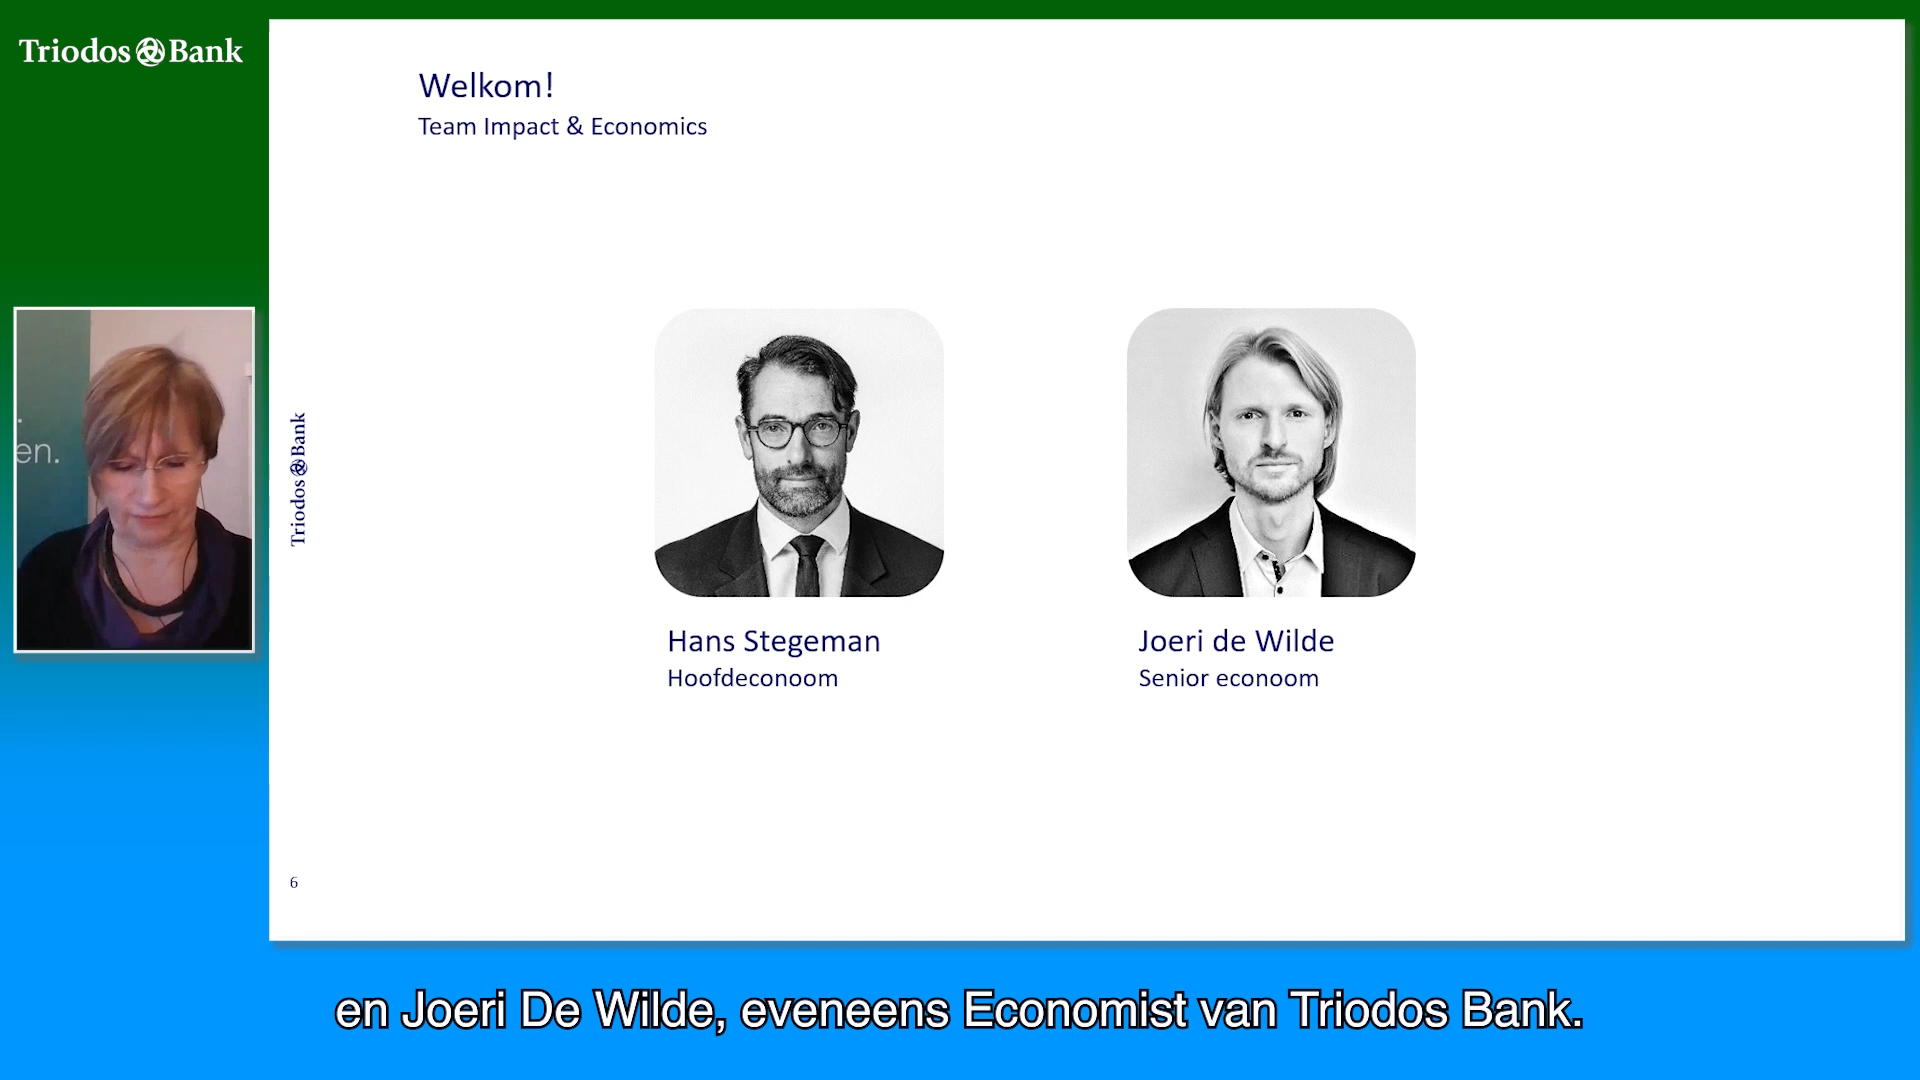 Triodos Bank
Welkom!
Team Impact & Economics
en.
Triodos Bank
Hans Stegeman
Hoofdeconoom
Joeri de Wilde
Senior econoom
6
en Joeri De Wilde, eveneens Economist van Triodos Bank.